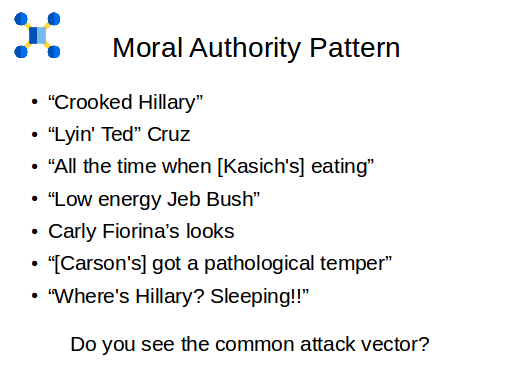 Moral Authority Pattern
• “Crooked Hillary”
• “Lyin' Ted” Cruz
• “All the time when [Kasich's] eating”
• “Low energy Jeb Bush”
• Carly Fiorina’s looks
• “[Carson's] got a pathological temper”
• “Where's Hillary? Sleeping!!”
Do you see the common attack vector?